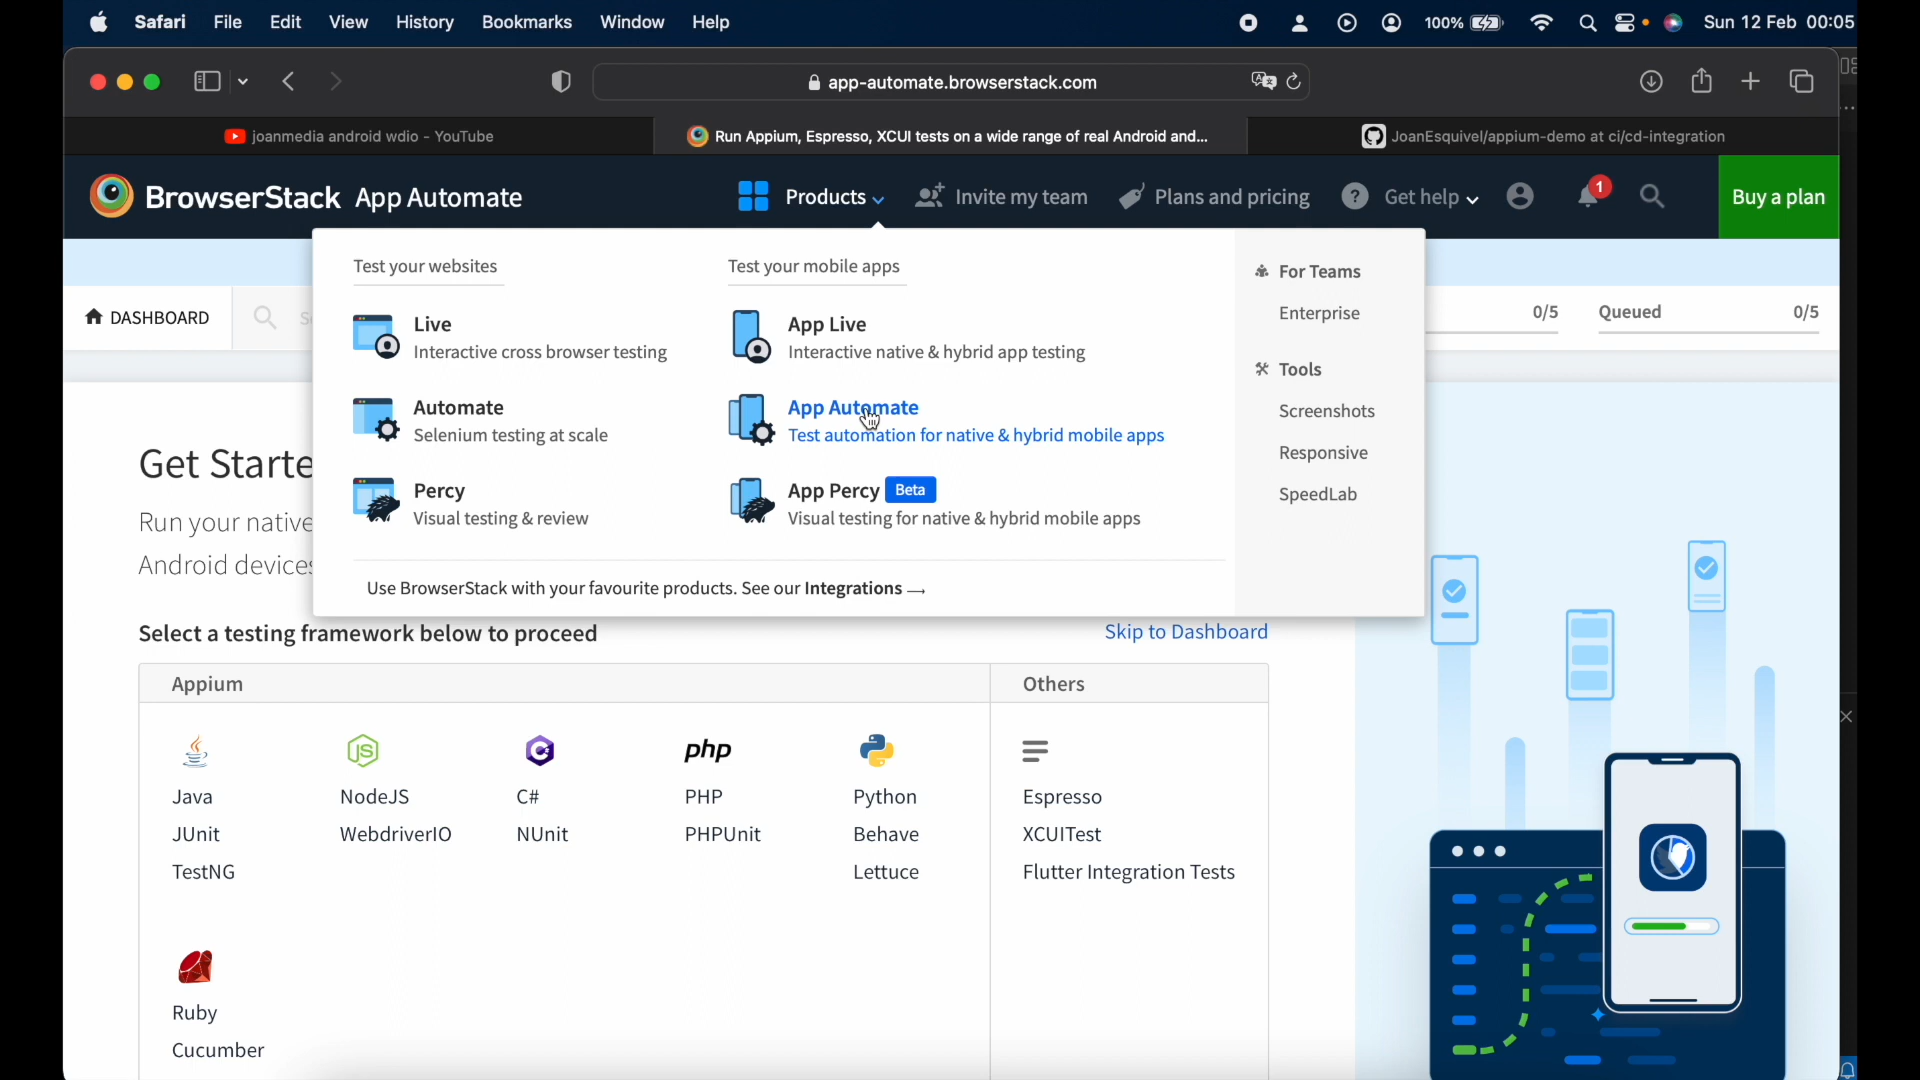 Safari File Edit View History Bookmarks Window Help 100% Sun 12 Feb 00:05
app-automate.browserstack.com
joanmedia android wdio - YouTube
Run Appium, Espresso, XCUI tests on a wide range of real Android and...
JoanEsquivel/appium-demo at ci/cd-integration
BrowserStack App Automate
Products Invite my team Plans and pricing ? Get help 1 Buy a plan
DASHBOARD
0/5 Queued 0/5
Test your websites
Live
Interactive cross browser testing
Automate
Selenium testing at scale
Percy
Visual testing & review
Test your mobile apps
App Live
Interactive native & hybrid app testing
App Automate
Test automation for native & hybrid mobile apps
App Percy Beta
Visual testing for native & hybrid mobile apps
For Teams
Enterprise
Tools
Screenshots
Responsive
SpeedLab
Use BrowserStack with your favourite products. See our Integrations →
Get Starte
Run your native
Android device
Select a testing framework below to proceed
Skip to Dashboard
Appium
Others
JS
C
php
Java
JUnit
TestNG
NodeJS
WebdriverIO
C#
NUnit
PHP
PHPUnit
Python
Behave
Lettuce
Espresso
XCUITest
Flutter Integration Tests
Ruby
Cucumber